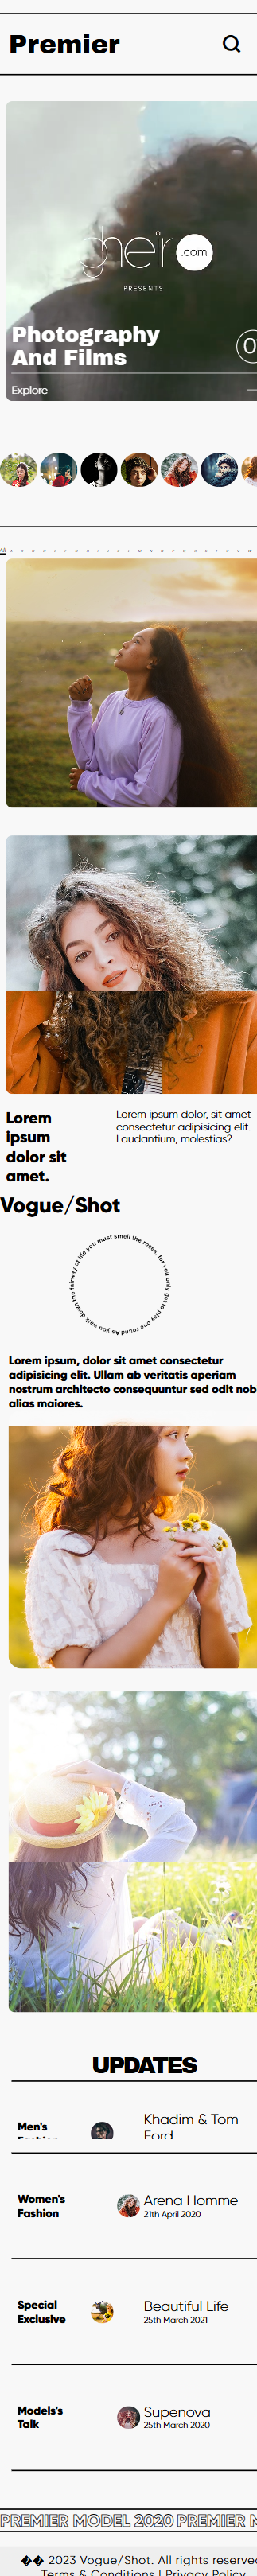 Premier
gheir .com
PRESENTS
Photography
And Films
Explore
Lorem
ipsum
dolor sit
amet.
Lorem ipsum dolor, sit amet
consectetur adipisicing elit.
Laudantium, molestias?
Vogue/Shot
As you walk down the fairway of life you must smell the roses, for you only get to play one round
Lorem ipsum, dolor sit amet consectetur
adipisicing elit. Ullam ab veritatis aperiam
nostrum architecto consequuntur sed odit nob
alias maiores.
UPDATES
Men's
Khadim & Tom
Ford
Women's
Fashion
Arena Homme
21th April 2020
Special
Exclusive
Beautiful Life
25th March 2021
Models's
Talk
Supenova
25th March 2020
PREMIER MODEL 2020 PREMIER M
�� 2023 Vogue/Shot. All rights reserve
Terms & Conditions | Privacy Policy